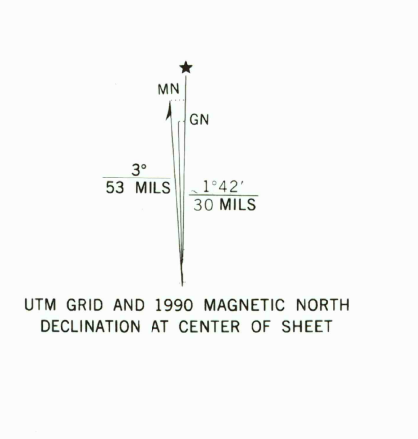 ★
MN
GN
3°
53 MILS
1°42′
30 MILS
UTM GRID AND 1990 MAGNETIC NORTH
DECLINATION AT CENTER OF SHEET